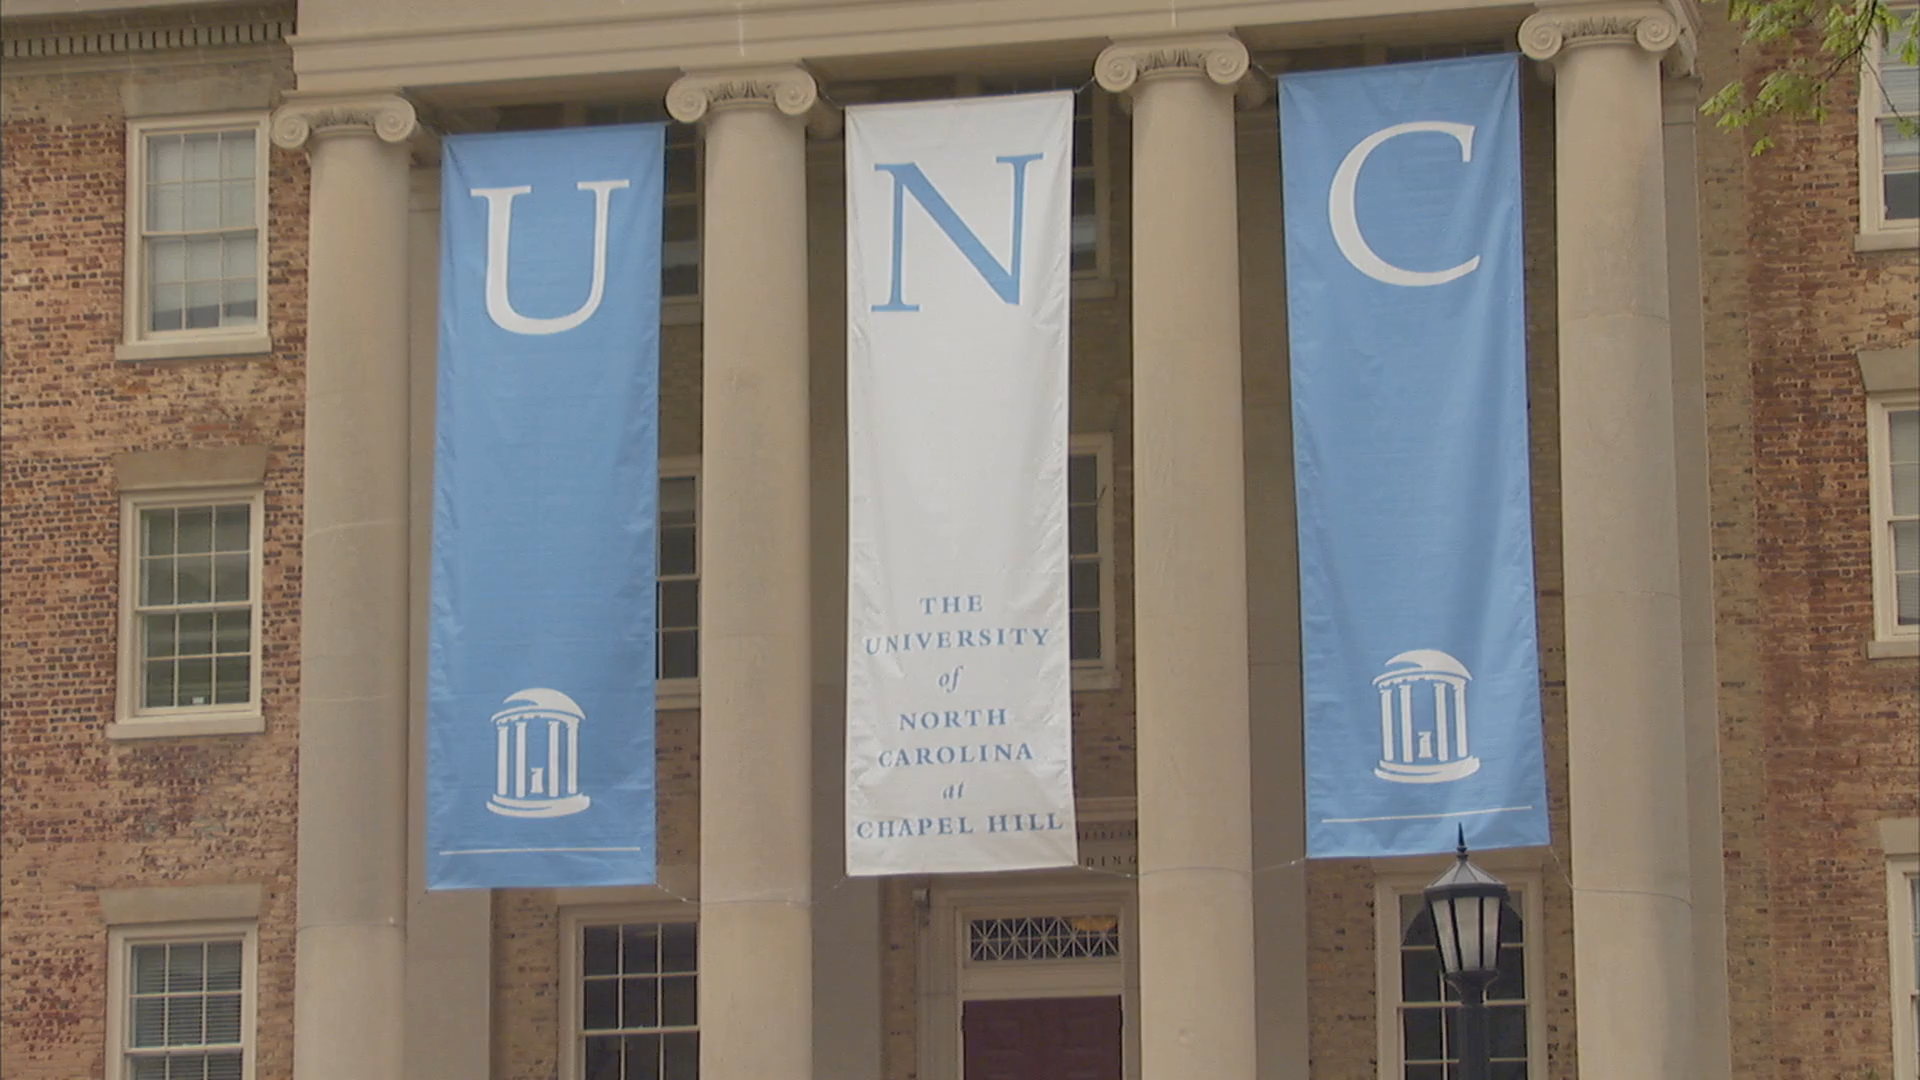 U N C
THE
UNIVERSITY
of
NORTH
CAROLINA
at
CHAPEL HILL